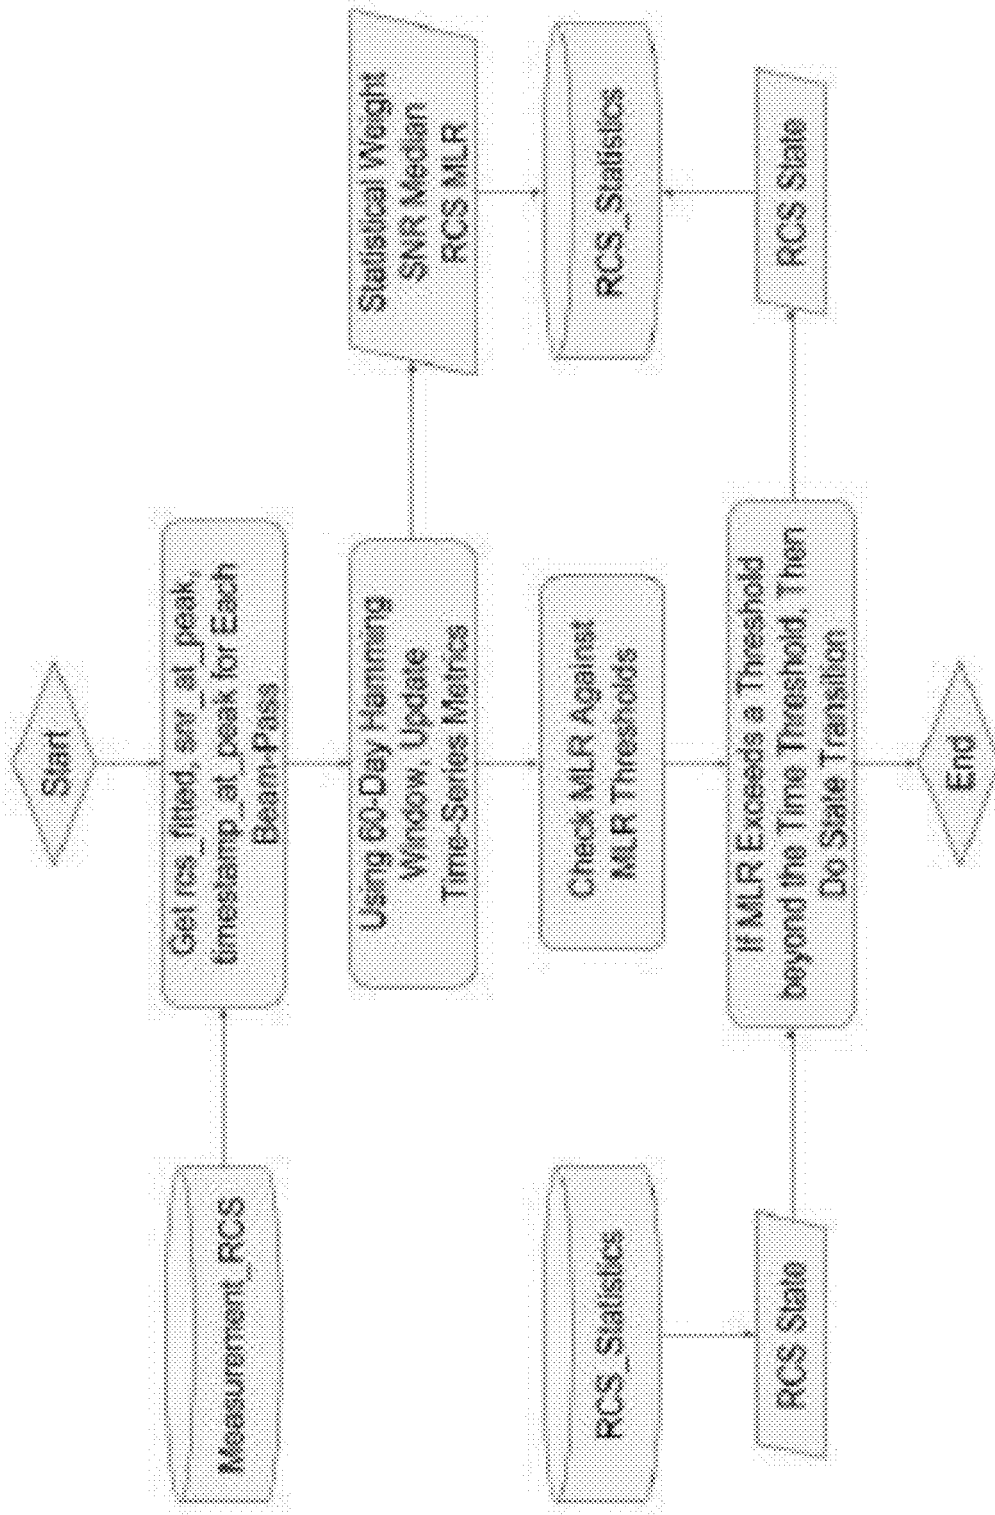 Start
Measurement_RCS
Get rcs_fitted, snr_at_peak,
timestamp_at_peak for Each
Beam-Pass
Using 60-Day Hamming
Window, Update
Time-Series Metrics
Statistical Weight
SNR Median
RCS MLR
RCS_Statistics
Check MLR Against
MLR Thresholds
RCS_Statistics
RCS State
If MLR Exceeds a Threshold
beyond the Time Threshold, Then
Do State Transition
RCS State
End